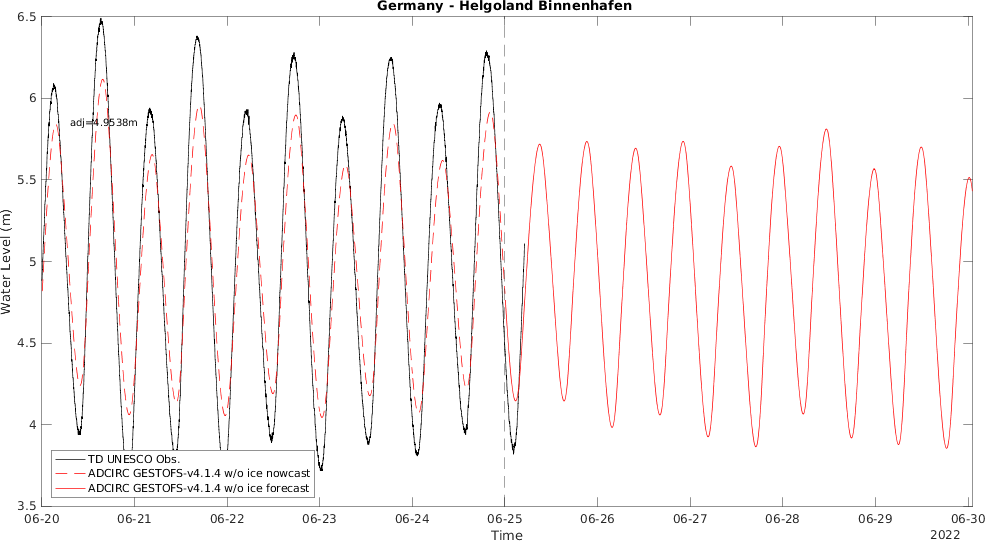 Germany - Helgoland Binnenhafen
6.5
6
5.5
5
4.5
4
3.5
Water Level (m)
adj=4.9538m
TD UNESCO Obs.
ADCIRC GESTOFS-v4.1.4 w/o ice nowcast
ADCIRC GESTOFS-v4.1.4 w/o ice forecast
06-20 06-21 06-22 06-23 06-24 06-25 06-26 06-27 06-28 06-29 06-30
Time
2022